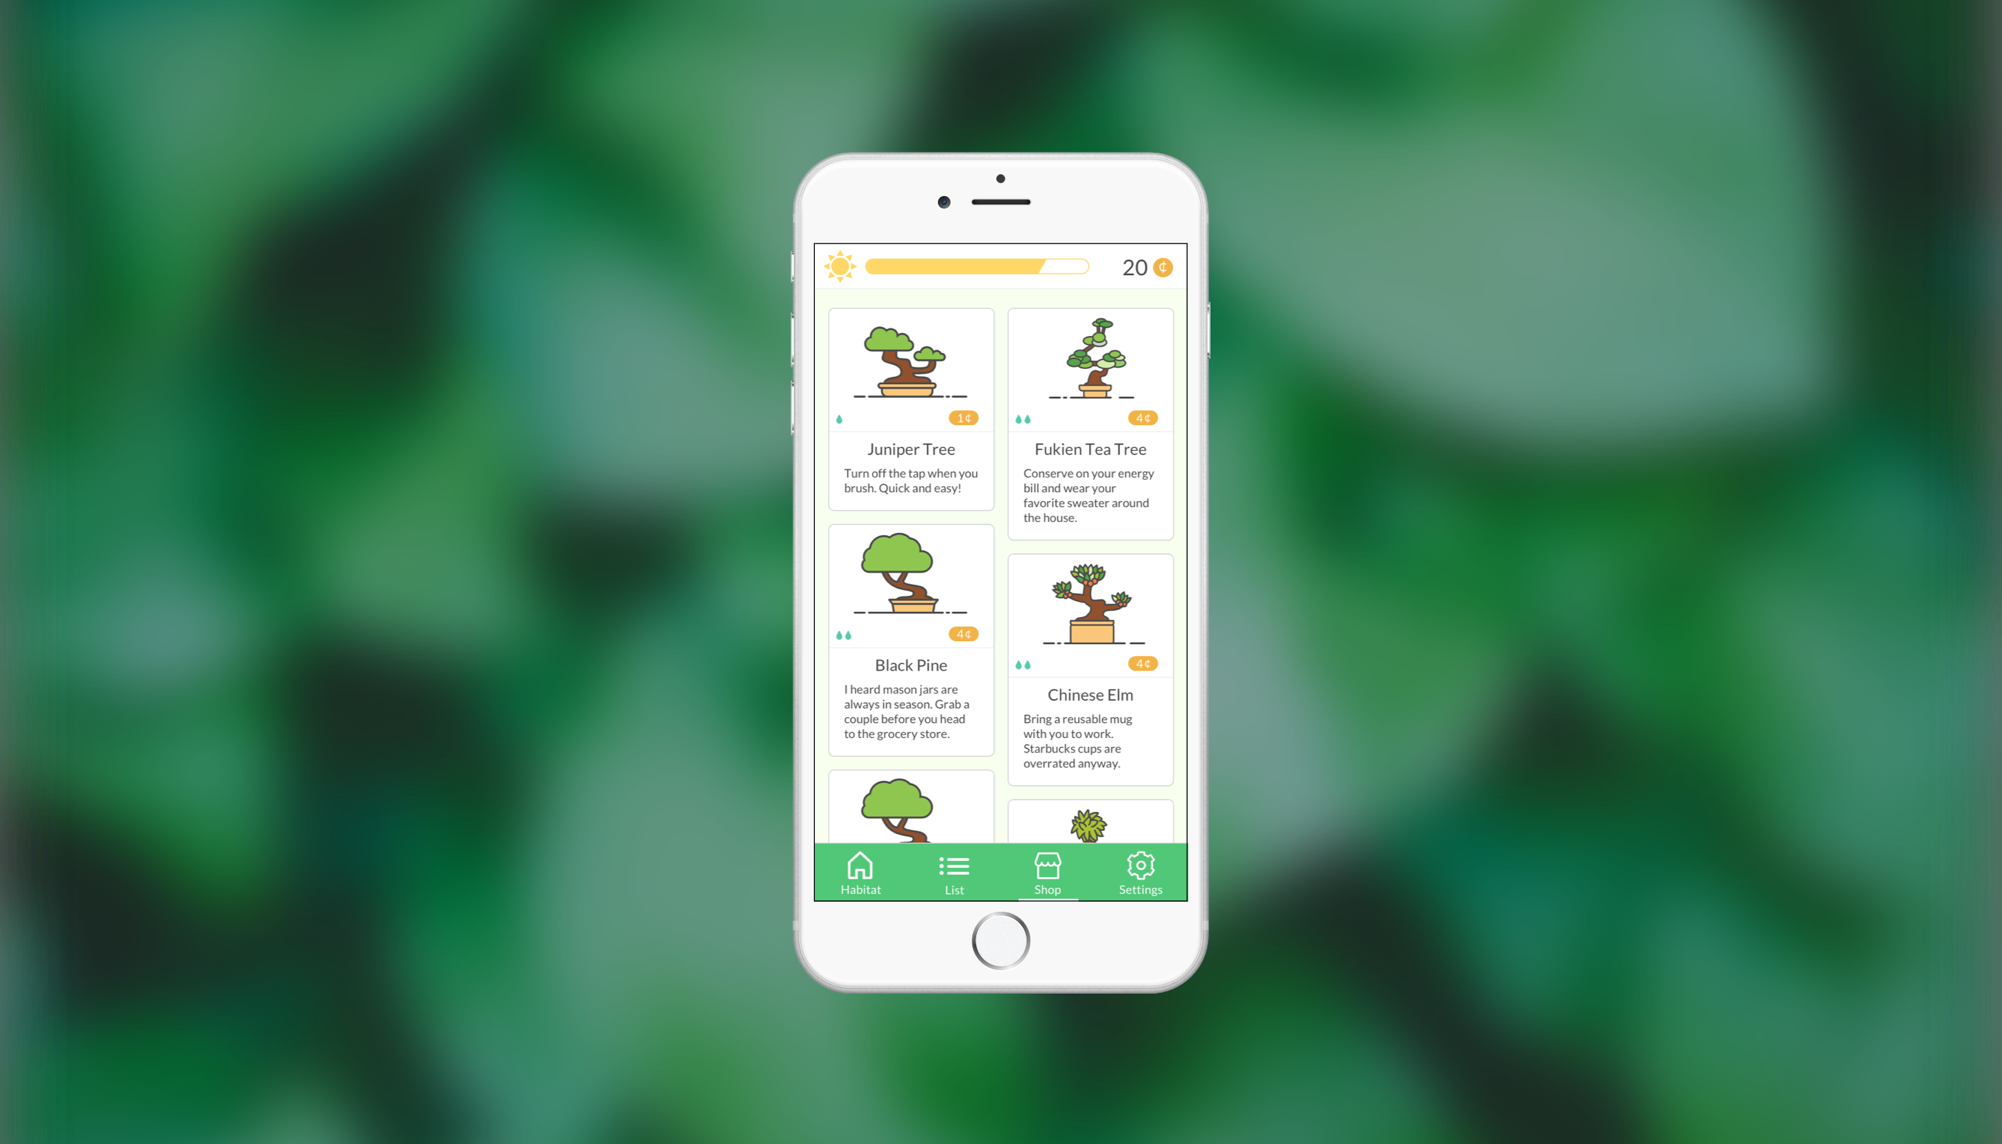 20 ¢
1¢
Juniper Tree
Turn off the tap when you
brush. Quick and easy!
4¢
Fukien Tea Tree
Conserve on your energy
bill and wear your
favorite sweater around
the house.
4¢
Black Pine
I heard mason jars are
always in season. Grab a
couple before you head
to the grocery store.
4¢
Chinese Elm
Bring a reusable mug
with you to work.
Starbucks cups are
overrated anyway.
Habitat
List
Shop
Settings